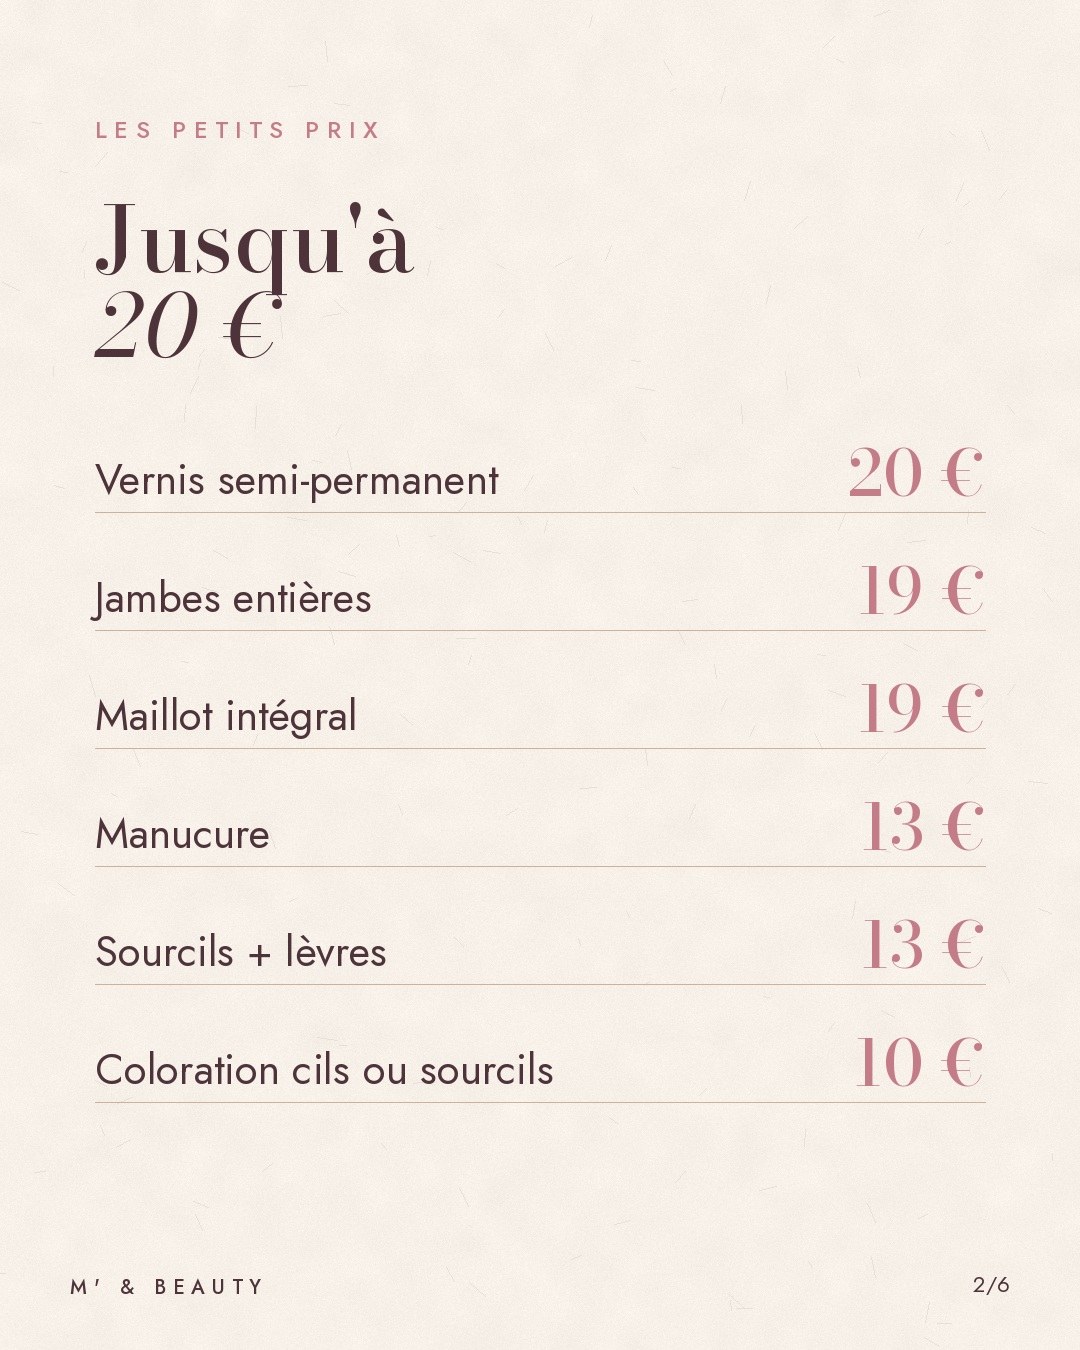 LES PETITS PRIX
Jusqu'à
20 €
Vernis semi-permanent 20 €
Jambes entières 19 €
Maillot intégral 19 €
Manucure 13 €
Sourcils + lèvres 13 €
Coloration cils ou sourcils 10 €
M' & BEAUTY 2/6